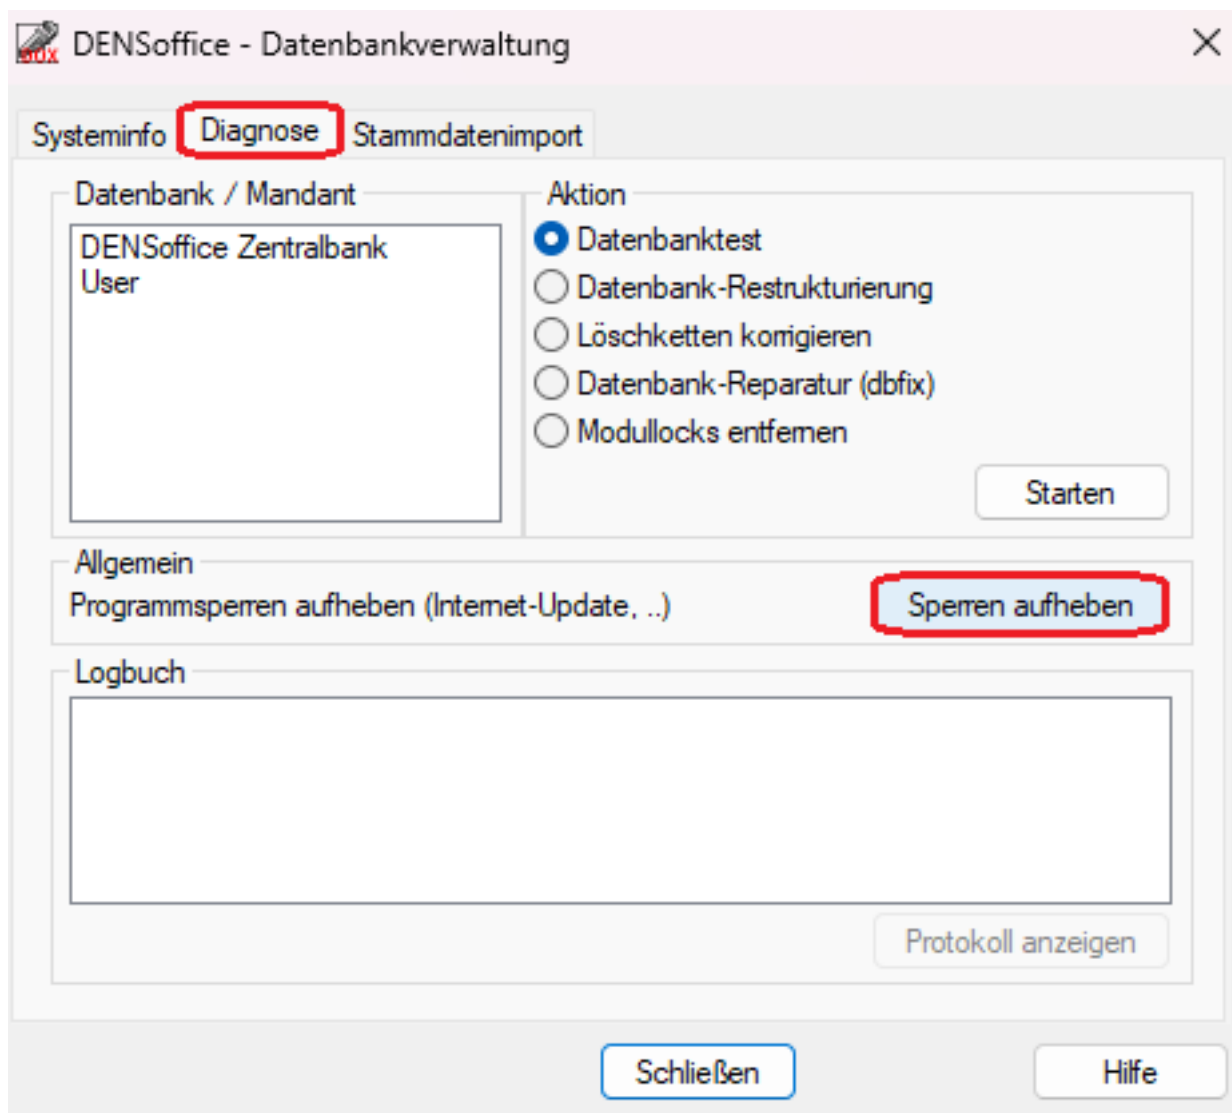 DENSoffice - Datenbankverwaltung
Systeminfo Diagnose Stammdatenimport
Datenbank / Mandant
DENSoffice Zentralbank
User
Aktion
Datenbanktest
Datenbank-Restrukturierung
Löschketten korrigieren
Datenbank-Reparatur (dbfix)
Modullocks entfernen
Starten
Allgemein
Programmsperren aufheben (Internet-Update, ..)
Sperren aufheben
Logbuch
Protokoll anzeigen
Schließen
Hilfe